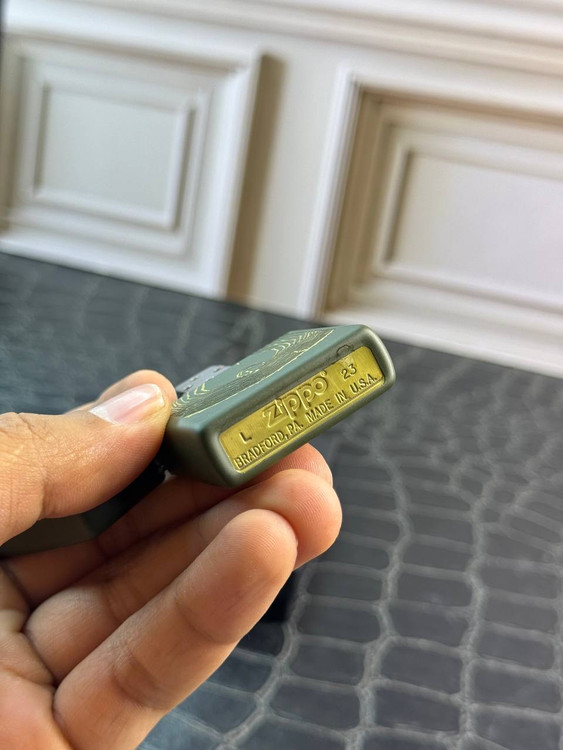 L Zippo® 23
BRADFORD, PA. MADE IN U.S.A.